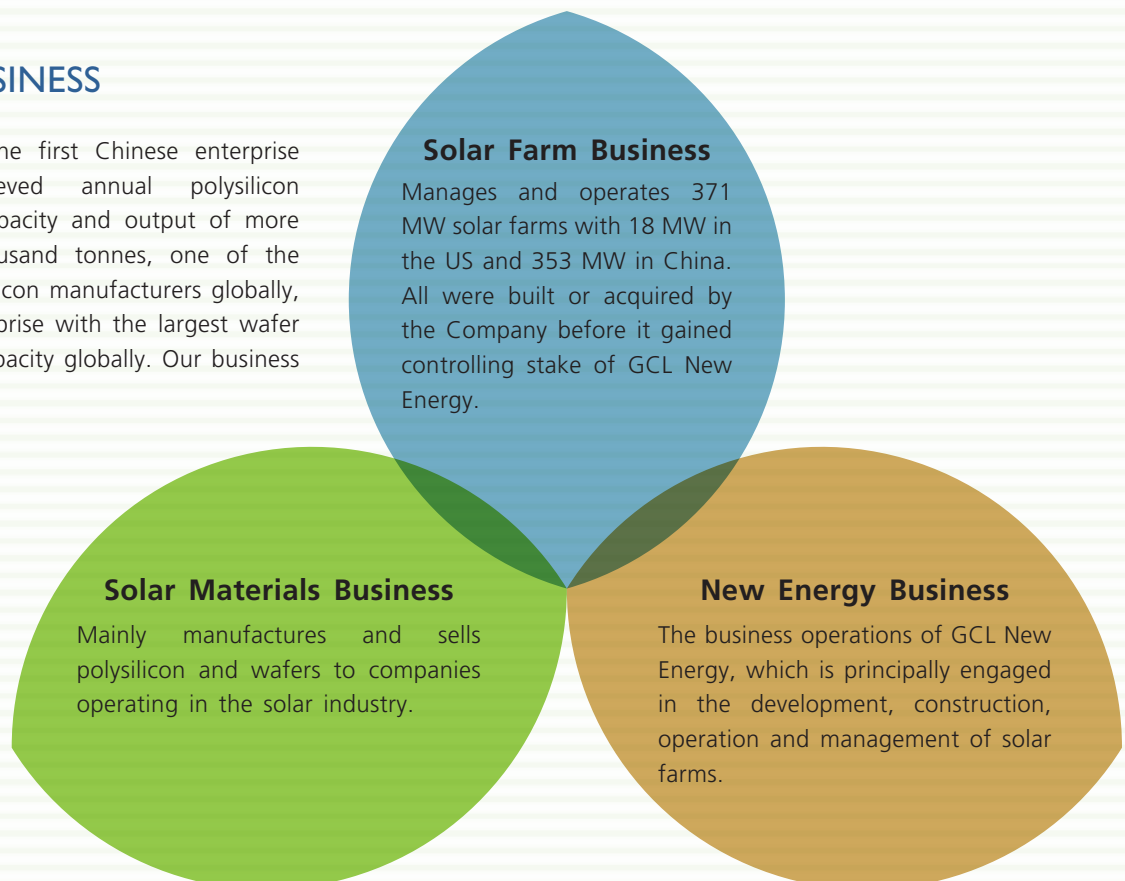 SINESS
he first Chinese enterprise
eved annual polysilicon
pacity and output of more
usand tonnes, one of the
icon manufacturers globally,
prise with the largest wafer
pacity globally. Our business
Solar Farm Business
Manages and operates 371
MW solar farms with 18 MW in
the US and 353 MW in China.
All were built or acquired by
the Company before it gained
controlling stake of GCL New
Energy.
Solar Materials Business
Mainly manufactures and sells
polysilicon and wafers to companies
operating in the solar industry.
New Energy Business
The business operations of GCL New
Energy, which is principally engaged
in the development, construction,
operation and management of solar
farms.